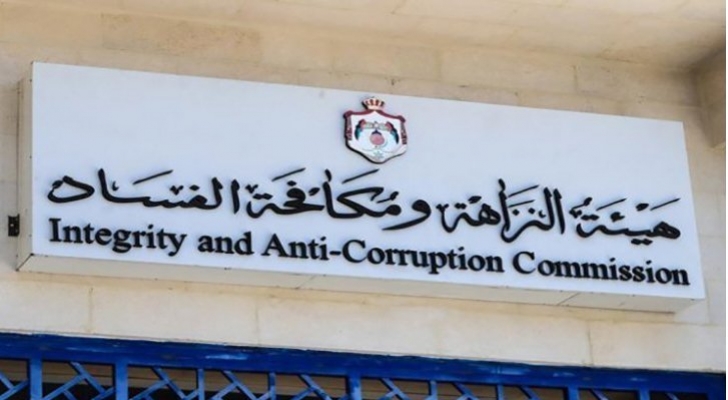 هيئة النزاهة ومكافحة الفساد
Integrity and Anti-Corruption Commission